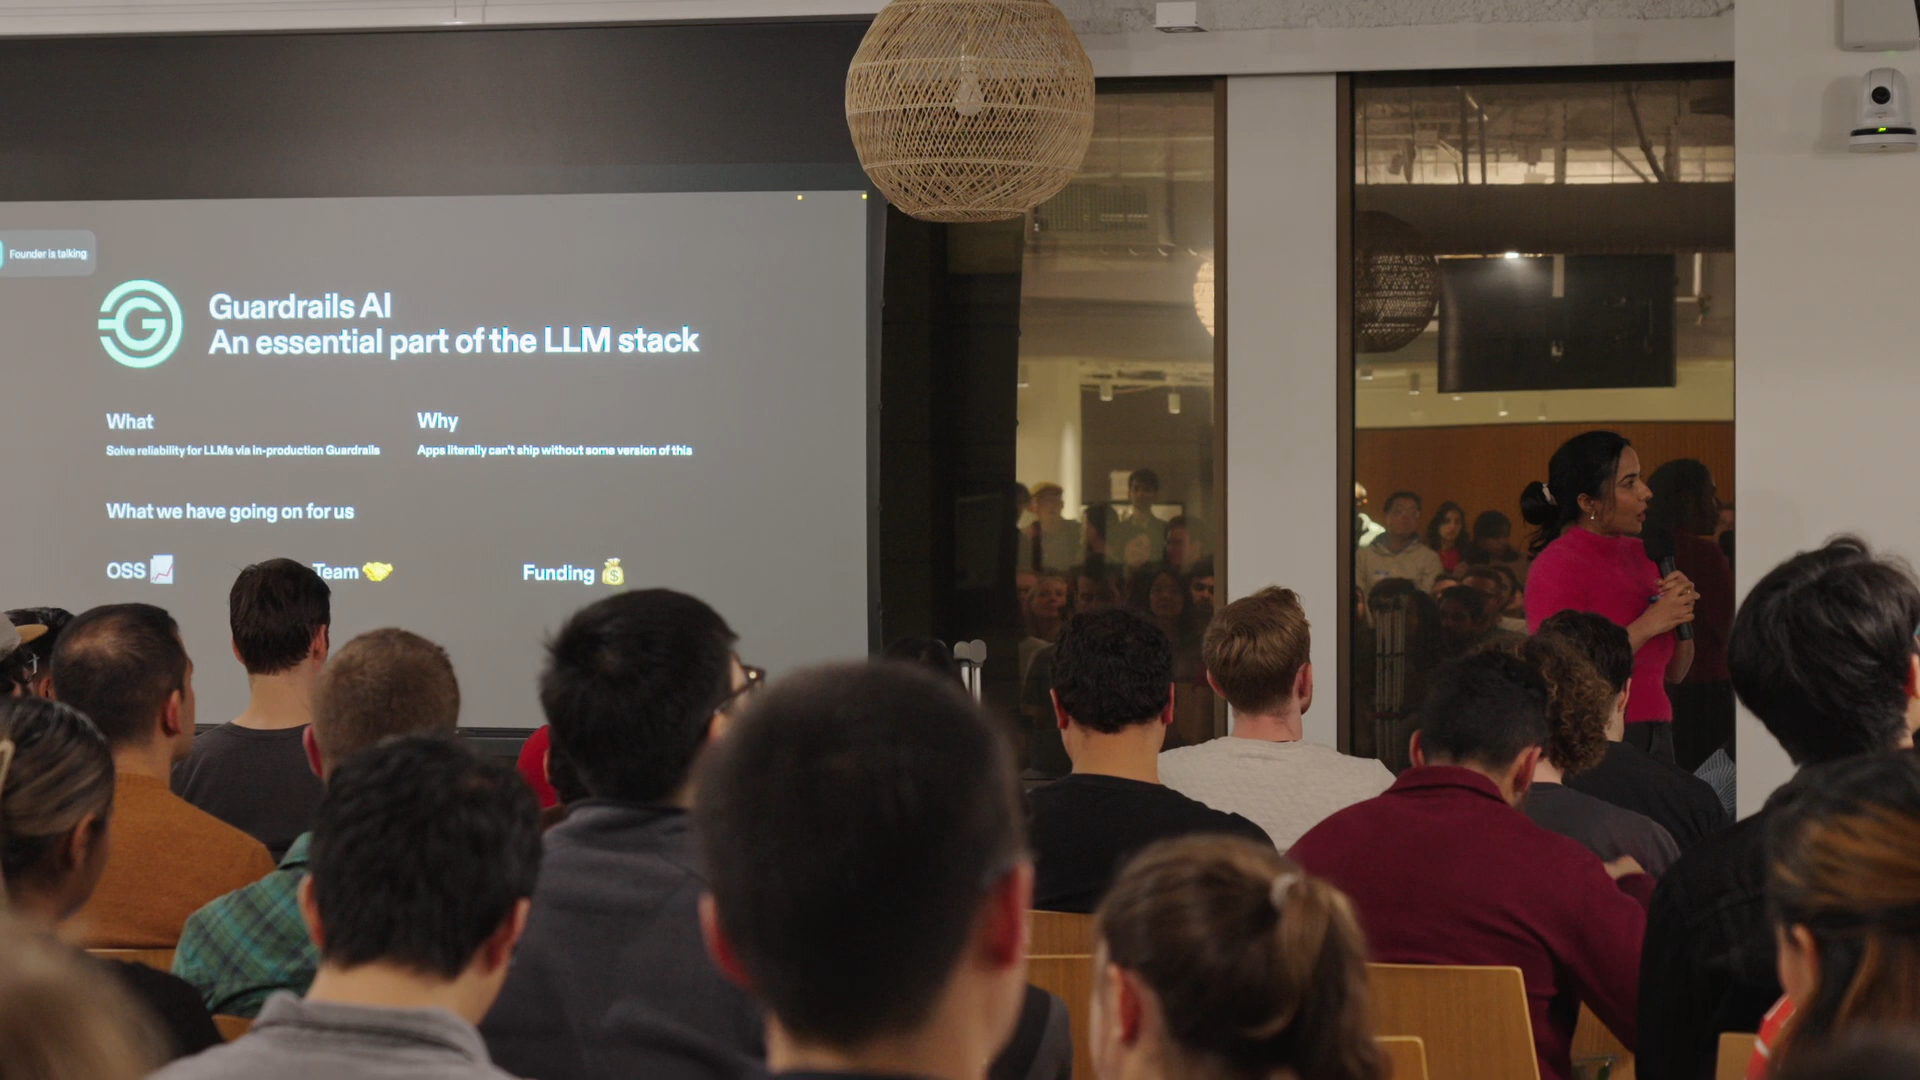 Founder is talking
Guardrails AI
An essential part of the LLM stack
What
Solve reliability for LLMs via in-production Guardrails
Why
Apps literally can't ship without some version of this
What we have going on for us
OSS 📈
Team 🤝
Funding 💰